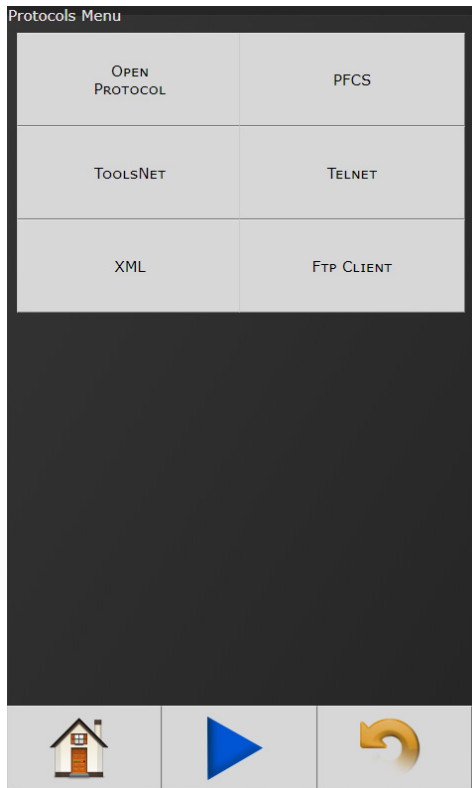 Protocols Menu
Open
Protocol
PFCS
ToolsNet
Telnet
XML
Ftp Client